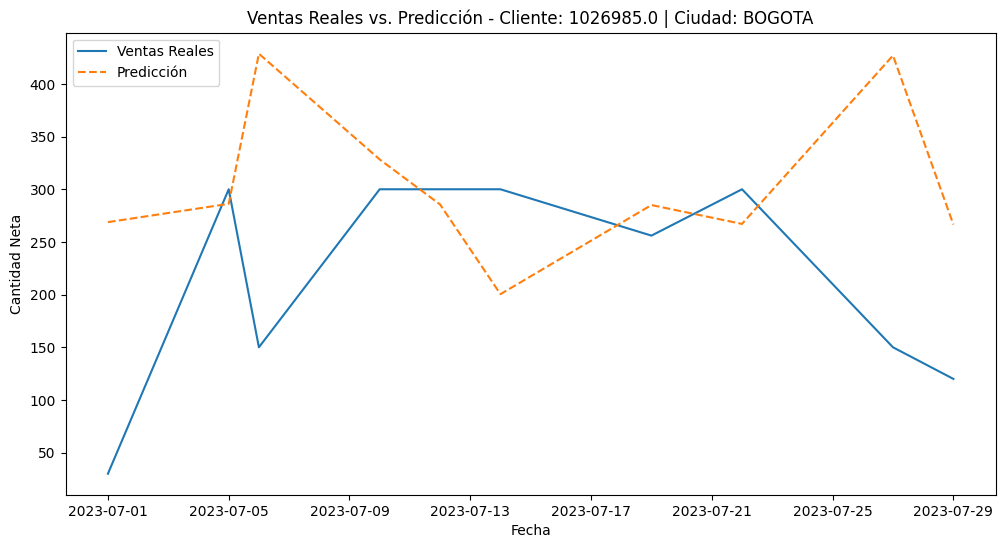 Ventas Reales vs. Predicción - Cliente: 1026985.0 | Ciudad: BOGOTA
Ventas Reales
Predicción
400
350
300
250
200
150
100
50
Cantidad Neta
2023-07-01 2023-07-05 2023-07-09 2023-07-13 2023-07-17 2023-07-21 2023-07-25 2023-07-29
Fecha